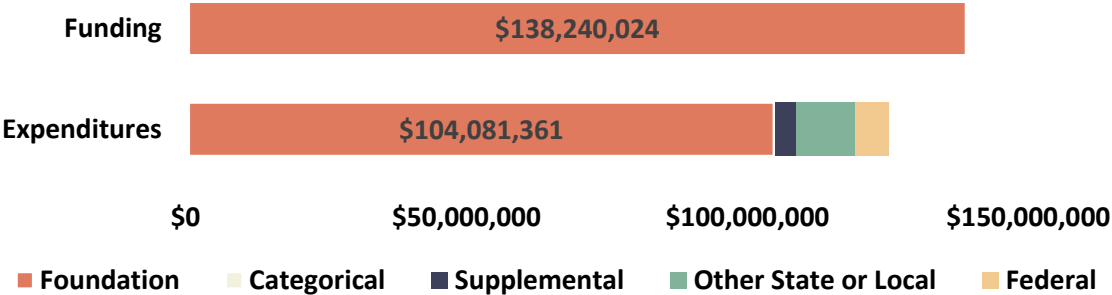 Funding
$138,240,024
Expenditures
$104,081,361
$0 $50,000,000 $100,000,000 $150,000,000
Foundation Categorical Supplemental Other State or Local Federal